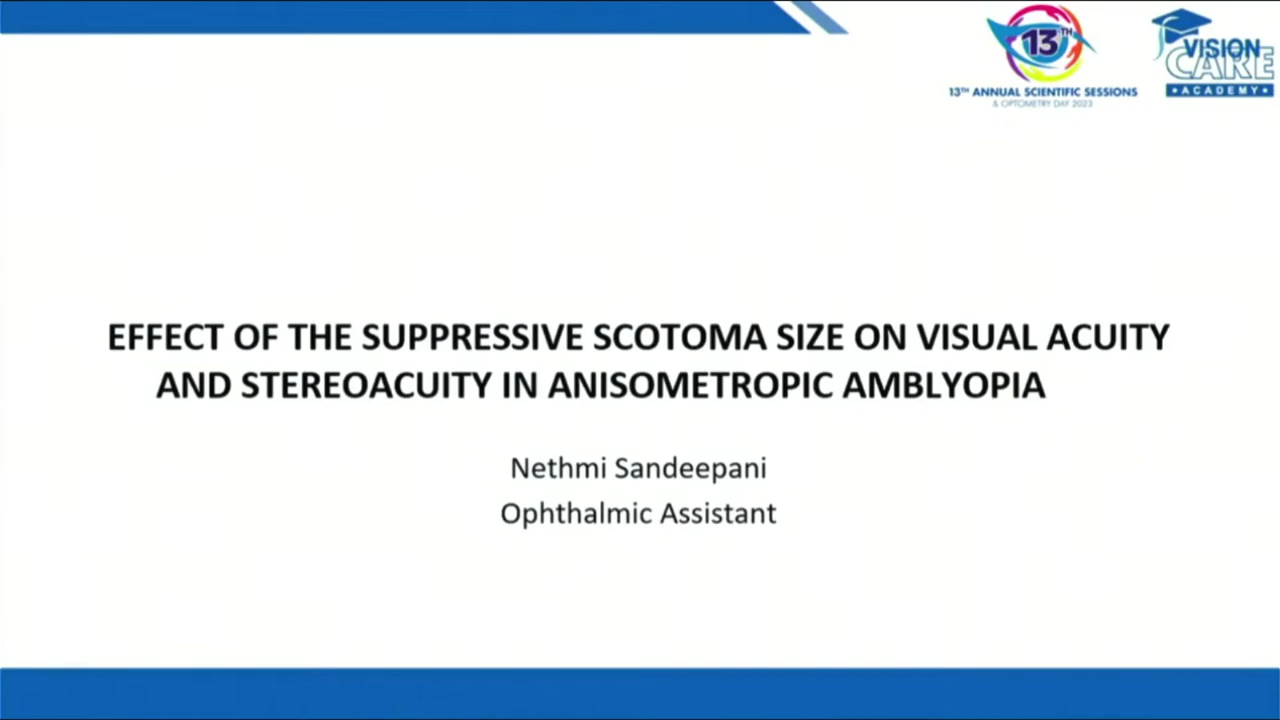 13TH
13TH ANNUAL SCIENTIFIC SESSIONS
& OPTOMETRY DAY 2023
VISION
CARE
• ACADEMY •
EFFECT OF THE SUPPRESSIVE SCOTOMA SIZE ON VISUAL ACUITY
AND STEREOACUITY IN ANISOMETROPIC AMBLYOPIA
Nethmi Sandeepani
Ophthalmic Assistant